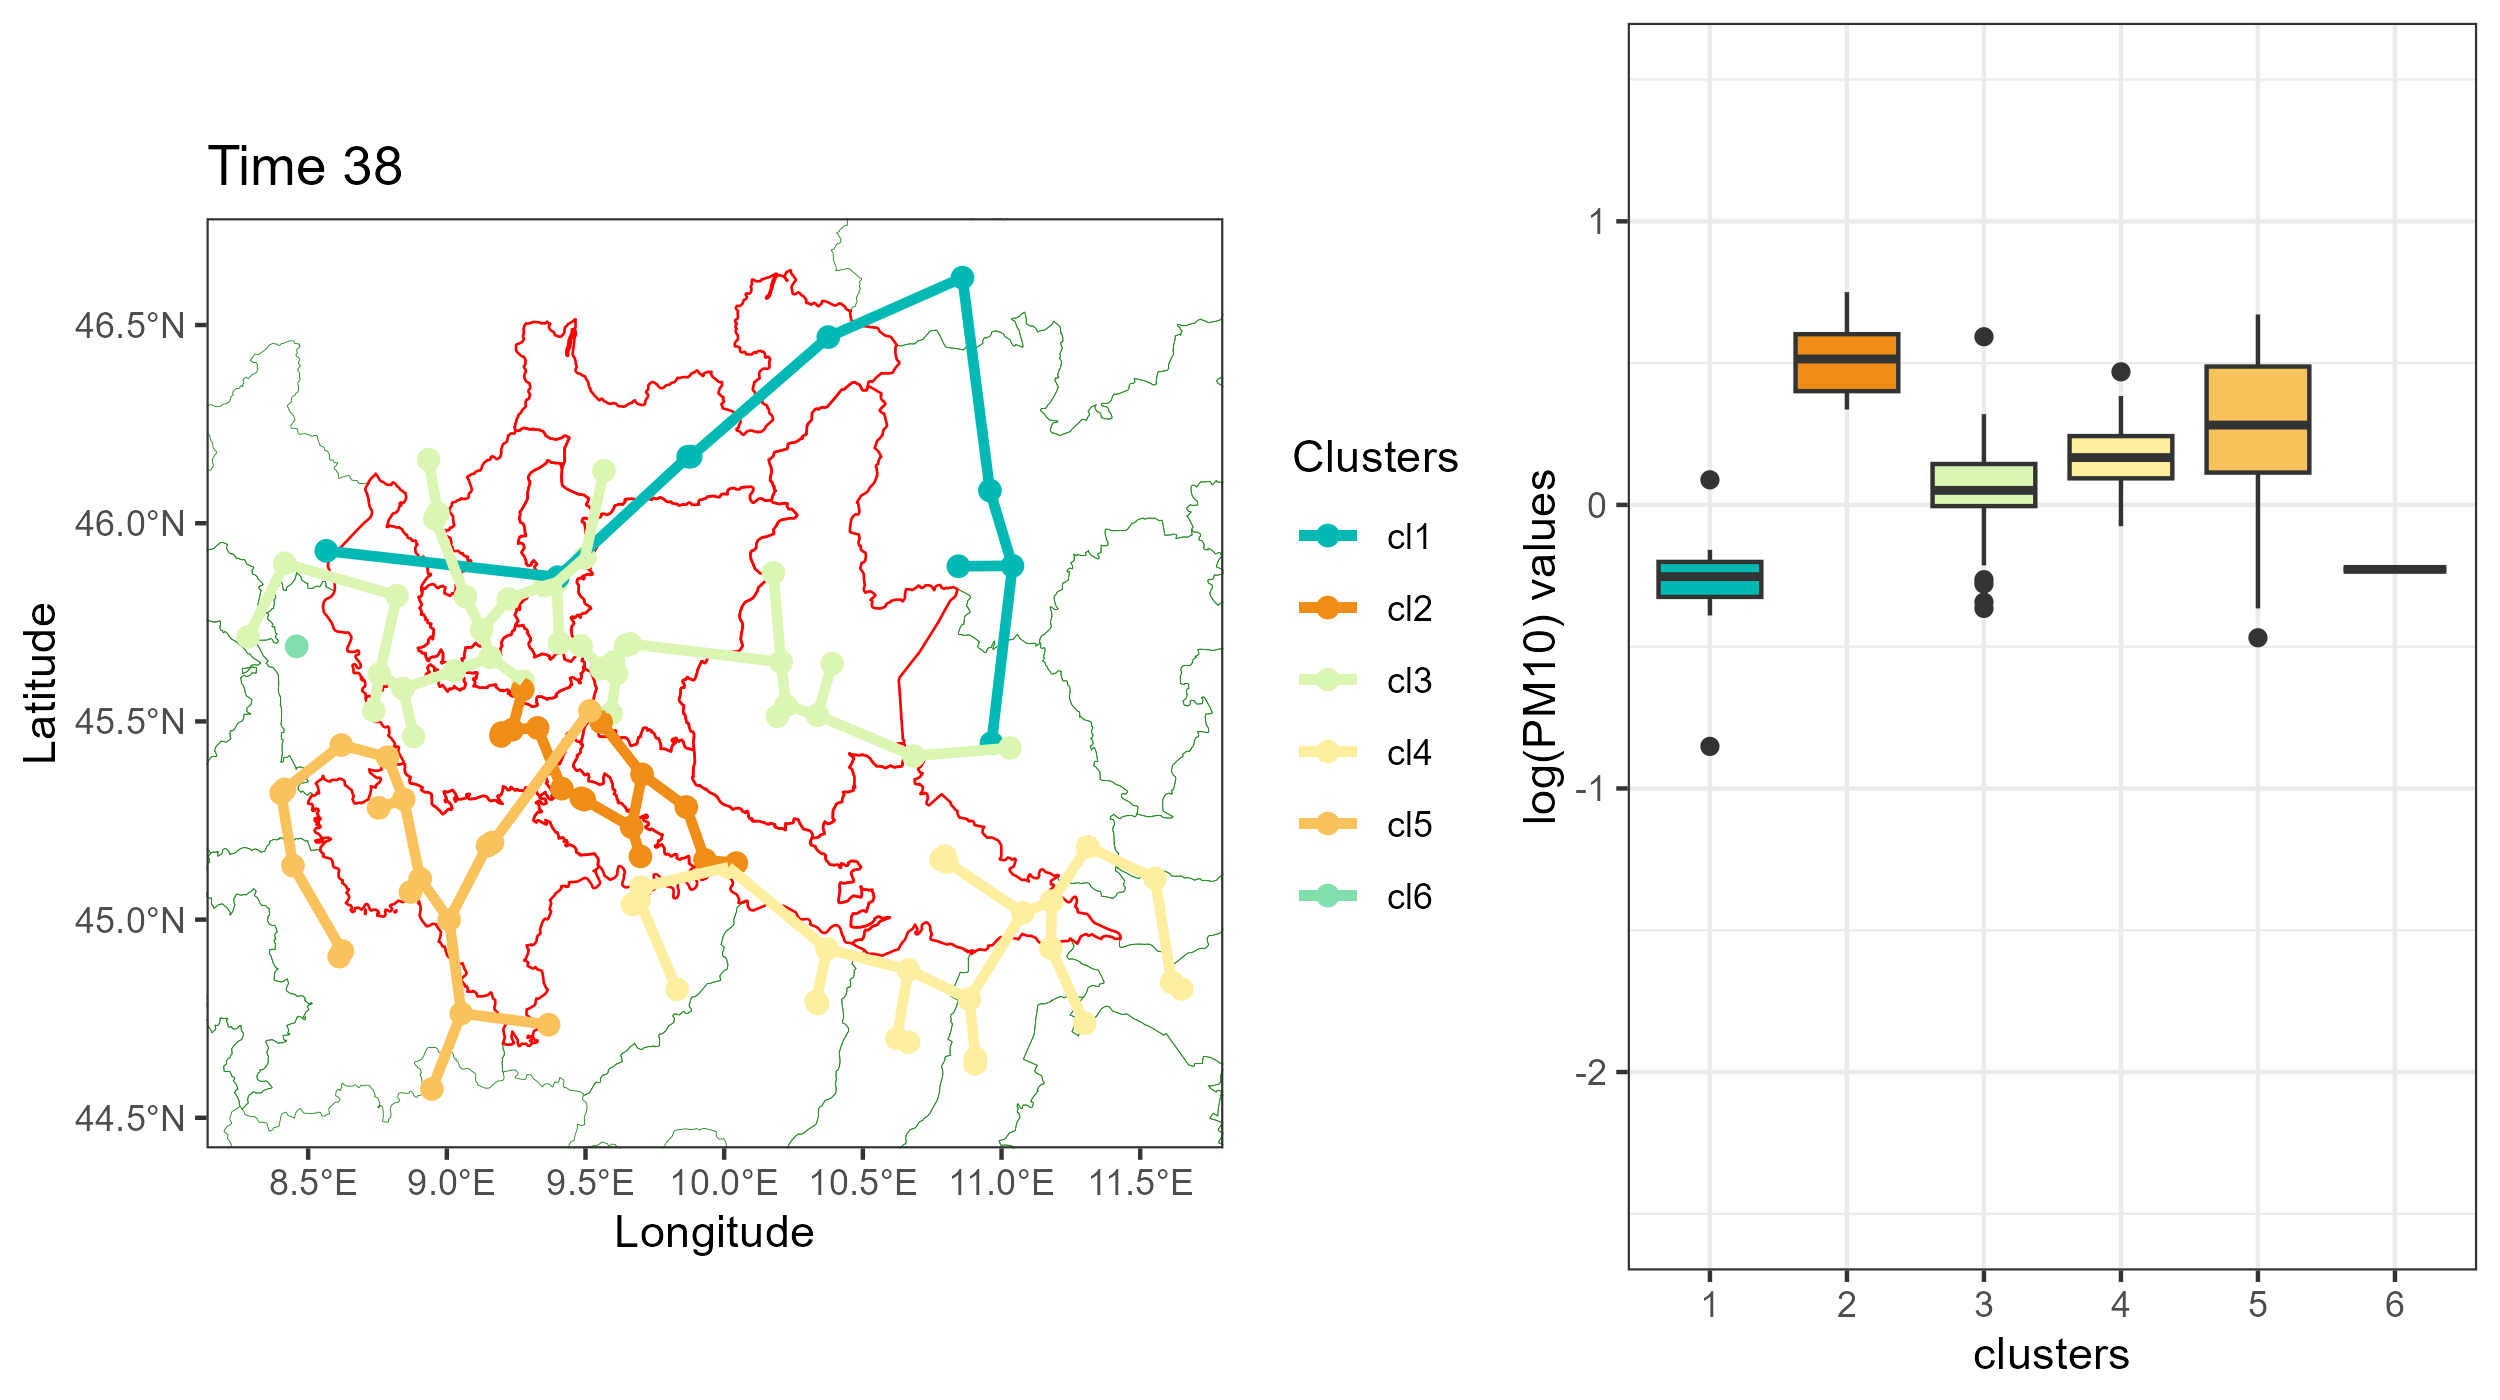 Time 38
46.5°N
46.0°N
45.5°N
45.0°N
44.5°N
Latitude
8.5°E 9.0°E 9.5°E 10.0°E 10.5°E 11.0°E 11.5°E
Longitude
Clusters
cl1
cl2
cl3
cl4
cl5
cl6
log(PM10) values
1
0
-1
-2
1 2 3 4 5 6
clusters